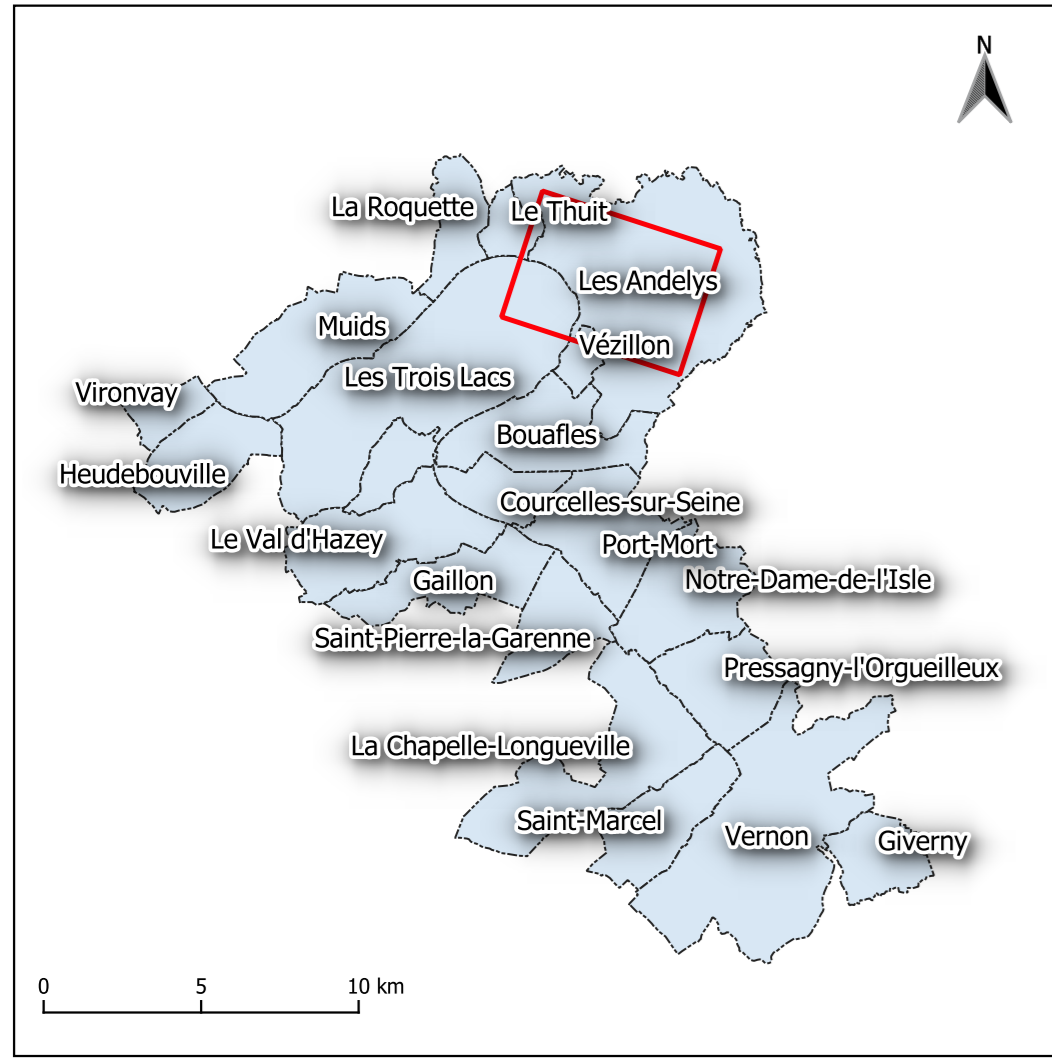 N
La Roquette
Le Thuit
Les Andelys
Muids
Vézillon
Les Trois Lacs
Vironvay
Bouafles
Heudebouville
Courcelles-sur-Seine
Le Val d'Hazey
Port-Mort
Gaillon
Notre-Dame-de-l'Isle
Saint-Pierre-la-Garenne
Pressagny-l'Orgueilleux
La Chapelle-Longueville
Saint-Marcel
Vernon
Giverny
0 5 10 km